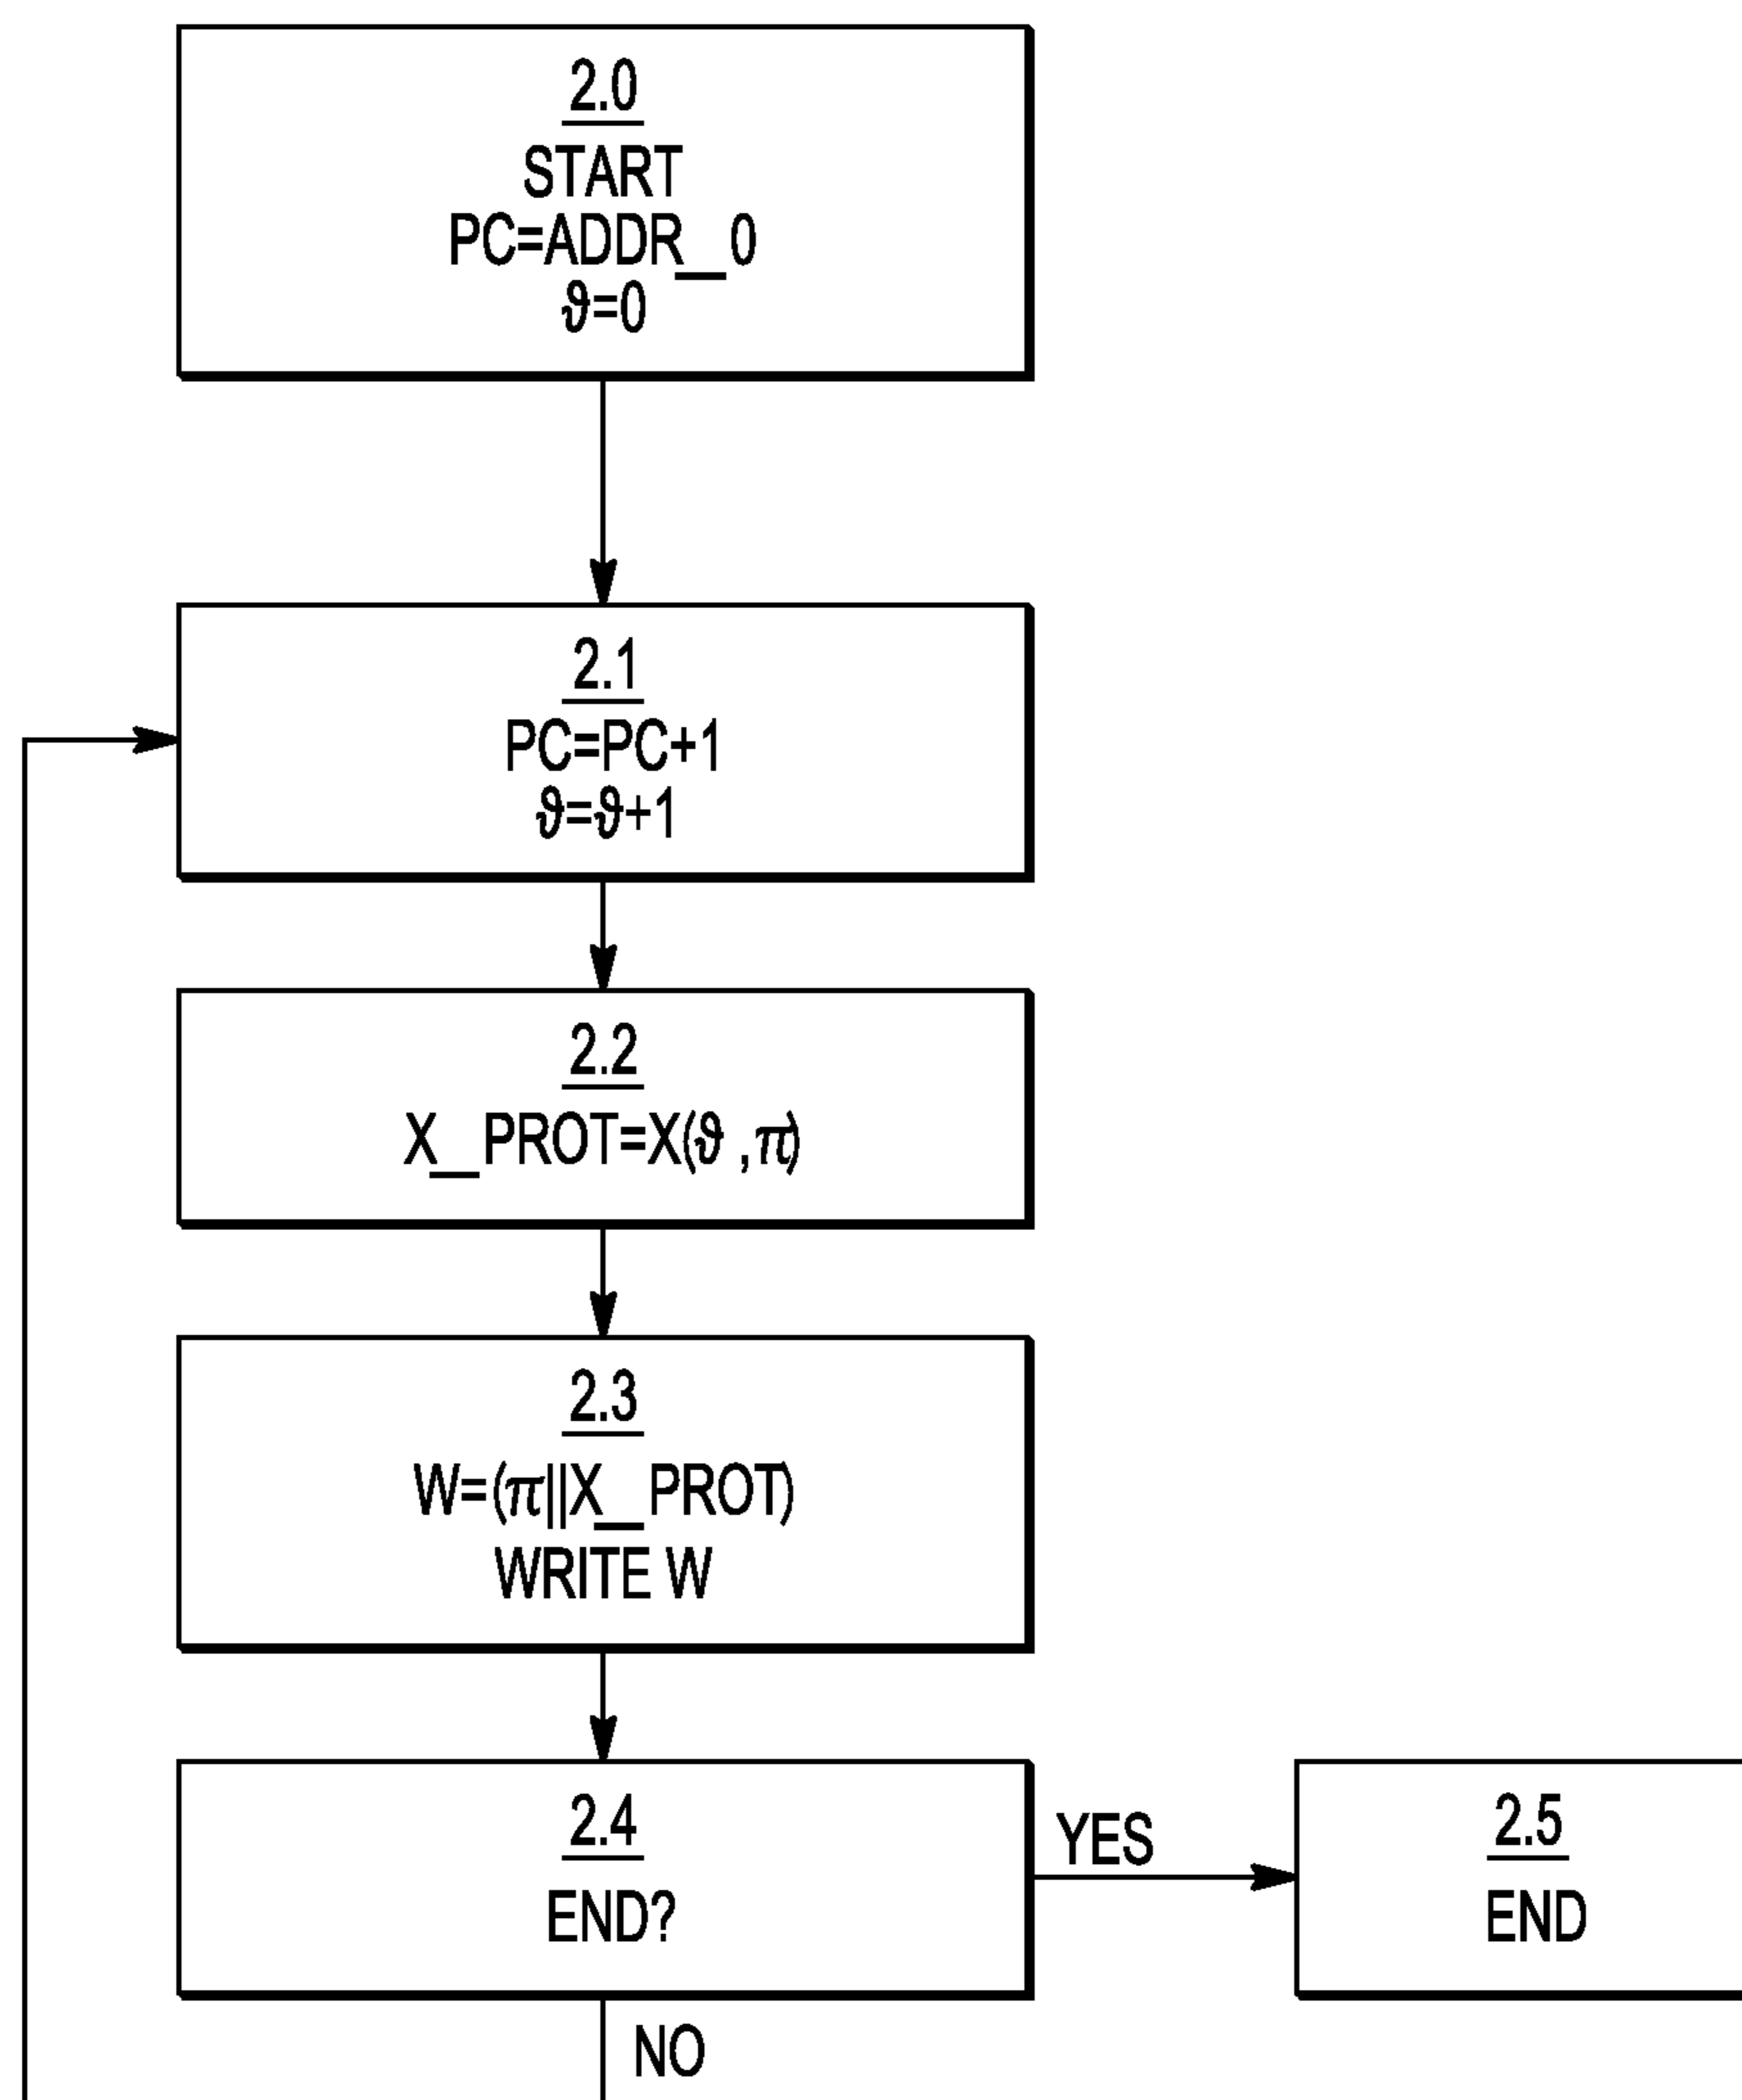 2.0
START
PC=ADDR_0
ϑ=0
2.1
PC=PC+1
ϑ=ϑ+1
2.2
X_PROT=X(ϑ,π)
2.3
W=(π||X_PROT)
WRITE W
2.4
END?
YES
2.5
END
NO